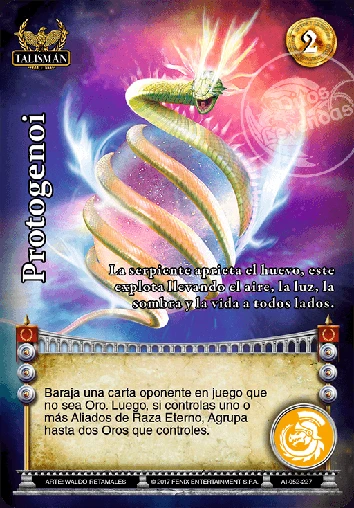 TALISMÁN
2
Protogenoi
La serpiente aprieta el huevo, este
explota llevando el aire, la luz, la
sombra y la vida a todos lados.
Baraja una carta oponente en juego que
no sea Oro. Luego, si controlas uno o
más Aliados de Raza Eterno, Agrupa
hasta dos Oros que controles.
ARTE: WALDO RETAMALES
© 2017 FENIX ENTERTAINMENT S.P.A.